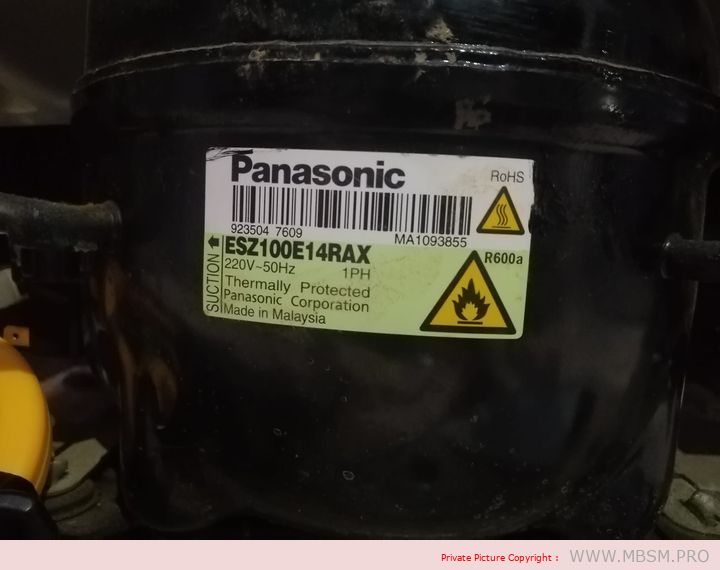 Panasonic
RoHS
923504 7609
MA1093855
SUCTION
ESZ100E14RAX
R600a
220V~50Hz 1PH
Thermally Protected
Panasonic Corporation
Made in Malaysia
Private Picture Copyright : WWW.MBSM.PRO